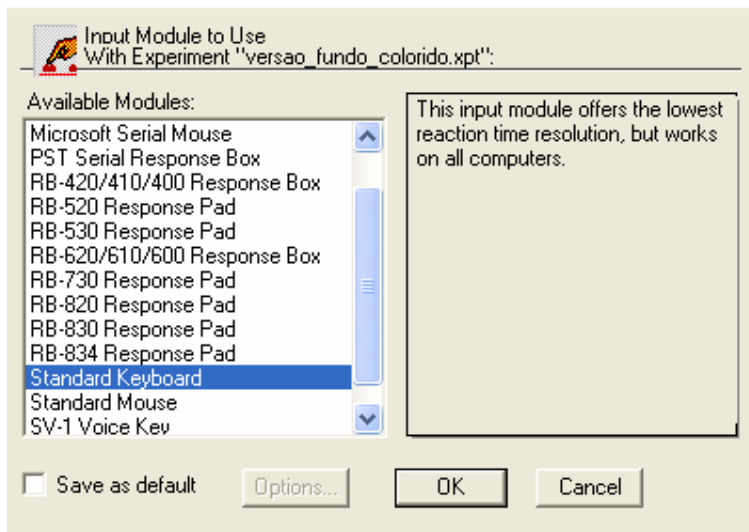 Input Module to Use
With Experiment "versao_fundo_colorido.xpt":
Available Modules:
Microsoft Serial Mouse
PST Serial Response Box
RB-420/410/400 Response Box
RB-520 Response Pad
RB-530 Response Pad
RB-620/610/600 Response Box
RB-730 Response Pad
RB-820 Response Pad
RB-830 Response Pad
RB-834 Response Pad
Standard Keyboard
Standard Mouse
SV-1 Voice Key
This input module offers the lowest
reaction time resolution, but works
on all computers.
Save as default
Options...
OK
Cancel